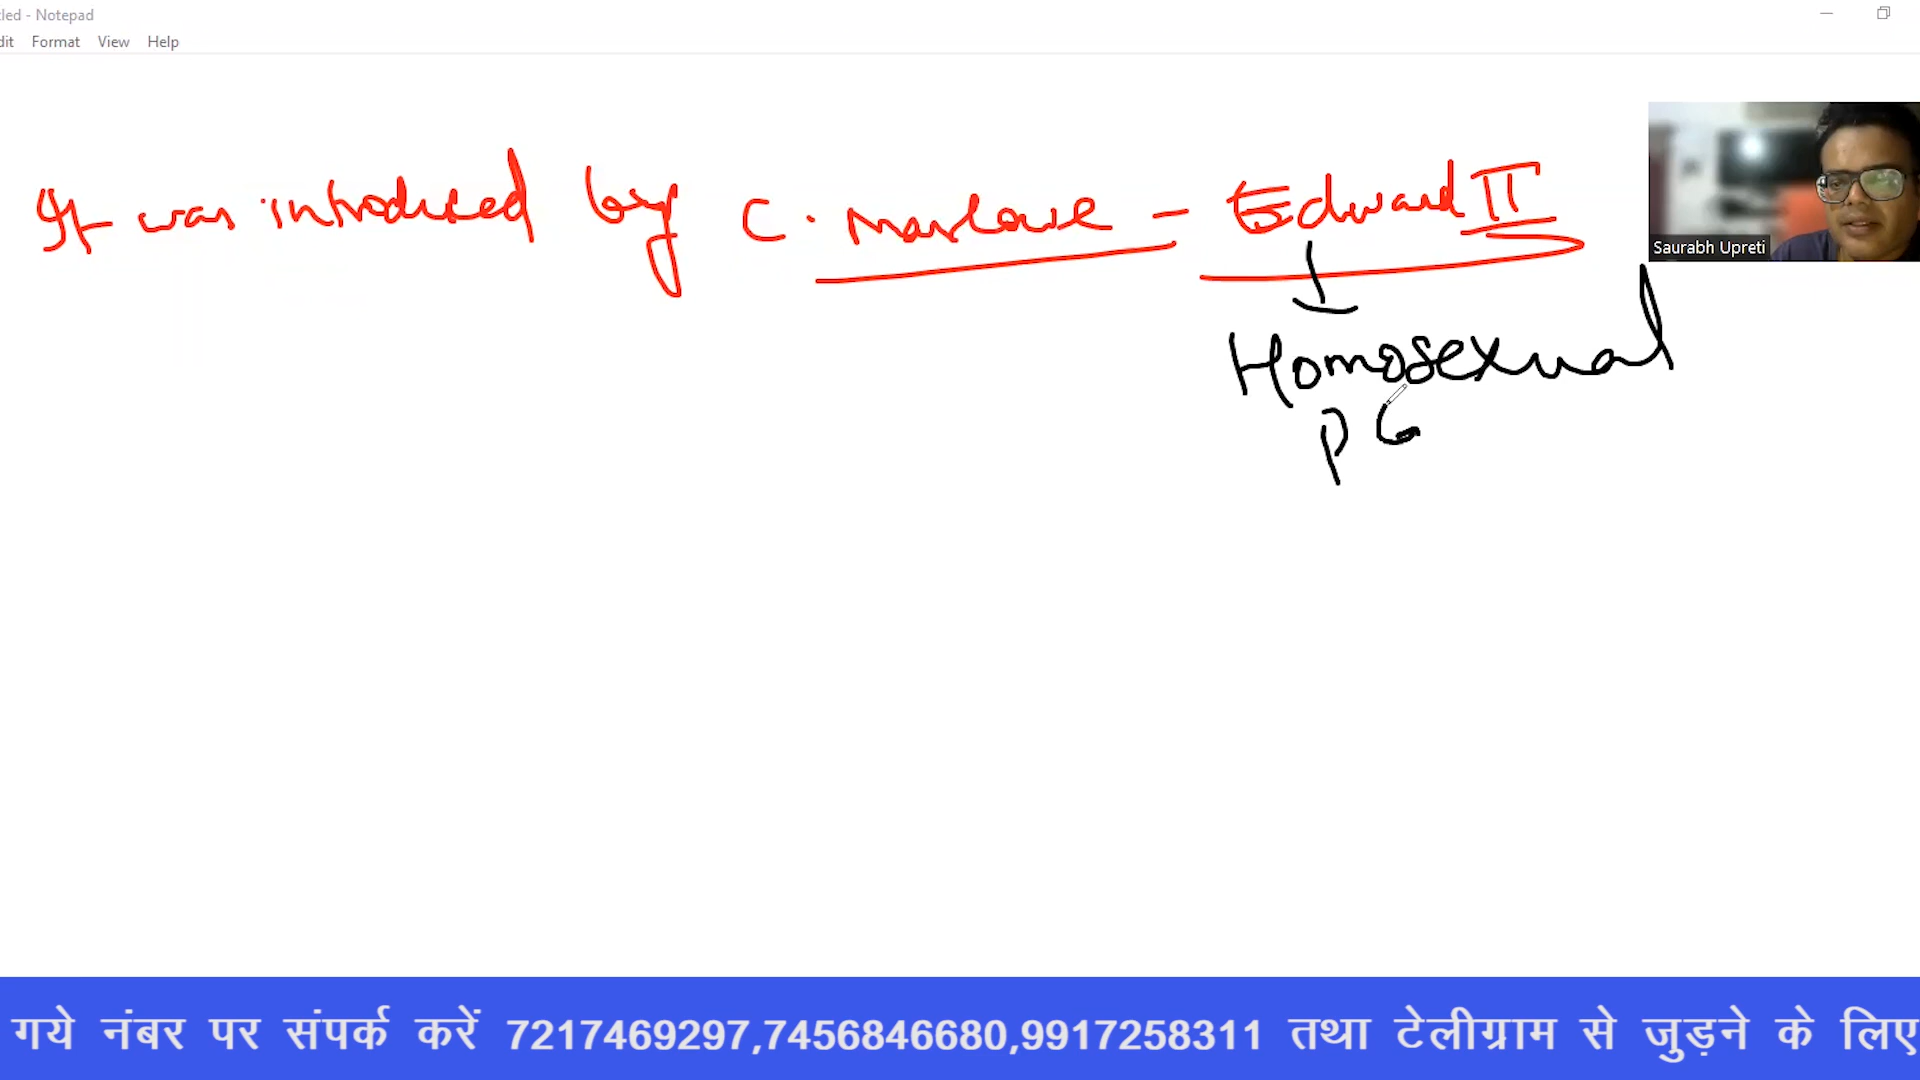 led - Notepad
dit Format View Help
It was introduced by C. Marlowe - Edward II
Saurabh Upreti
Homosexual
P G
गये नंबर पर संपर्क करें 7217469297,7456846680,9917258311 तथा टेलीग्राम से जुड़ने के लिए